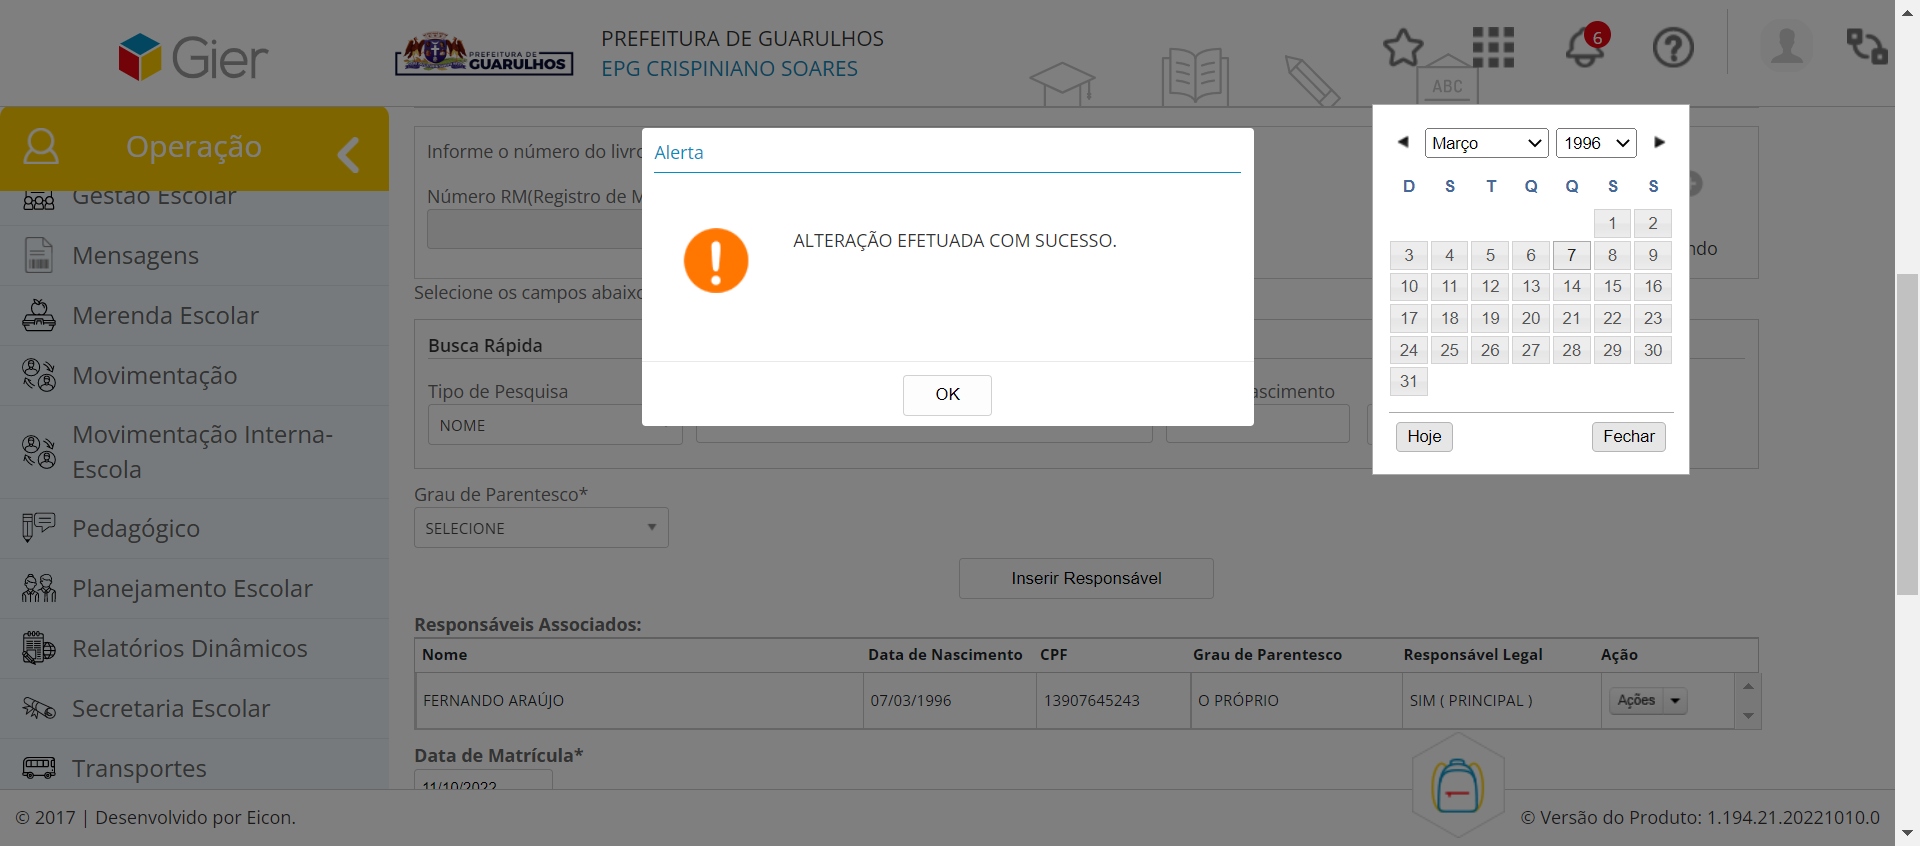 Gier
PREFEITURA DE
GUARULHOS
PREFEITURA DE GUARULHOS
EPG CRISPINIANO SOARES
ABC
6
Operação
Gestão Escolar
Mensagens
Merenda Escolar
Movimentação
Movimentação Interna-
Escola
Pedagógico
Planejamento Escolar
Relatórios Dinâmicos
Secretaria Escolar
Transportes
Informe o número do livro
Número RM(Registro de M
ndo
Selecione os campos abaixo
Busca Rápida
Tipo de Pesquisa
ascimento
NOME
Alerta
ALTERAÇÃO EFETUADA COM SUCESSO.
OK
Março 1996
D S T Q Q S S
1 2
3 4 5 6 7 8 9
10 11 12 13 14 15 16
17 18 19 20 21 22 23
24 25 26 27 28 29 30
31
Hoje Fechar
Grau de Parentesco*
SELECIONE
Inserir Responsável
Responsáveis Associados:
Nome Data de Nascimento CPF Grau de Parentesco Responsável Legal Ação
FERNANDO ARAÚJO 07/03/1996 13907645243 O PRÓPRIO SIM ( PRINCIPAL ) Ações
Data de Matrícula*
11/10/2022
© 2017 | Desenvolvido por Eicon.
© Versão do Produto: 1.194.21.20221010.0